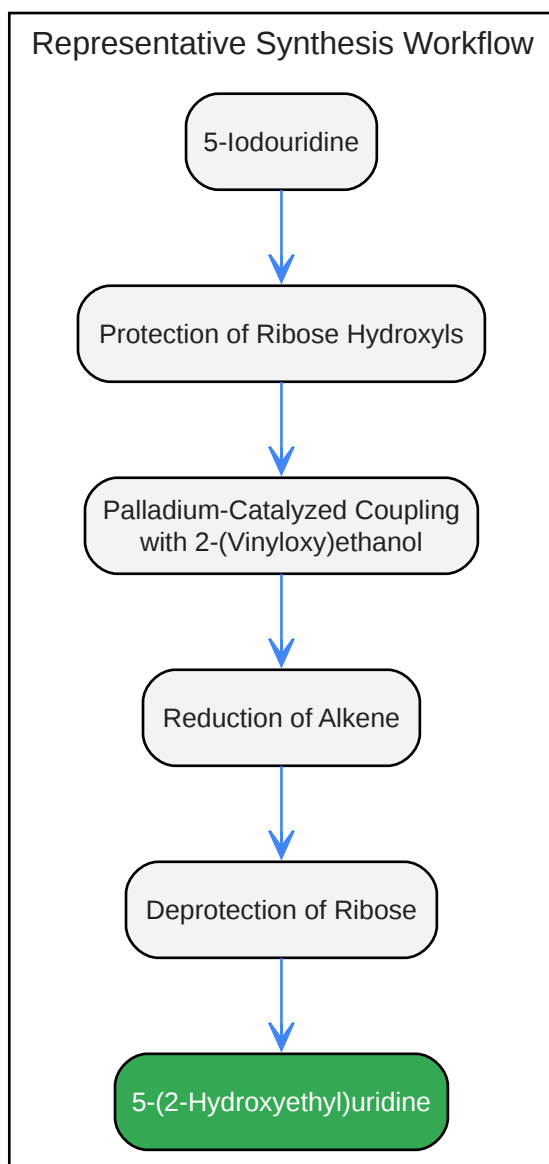 Representative Synthesis Workflow
5-Iodouridine
Protection of Ribose Hydroxyls
Palladium-Catalyzed Coupling
with 2-(Vinyloxy)ethanol
Reduction of Alkene
Deprotection of Ribose
5-(2-Hydroxyethyl)uridine